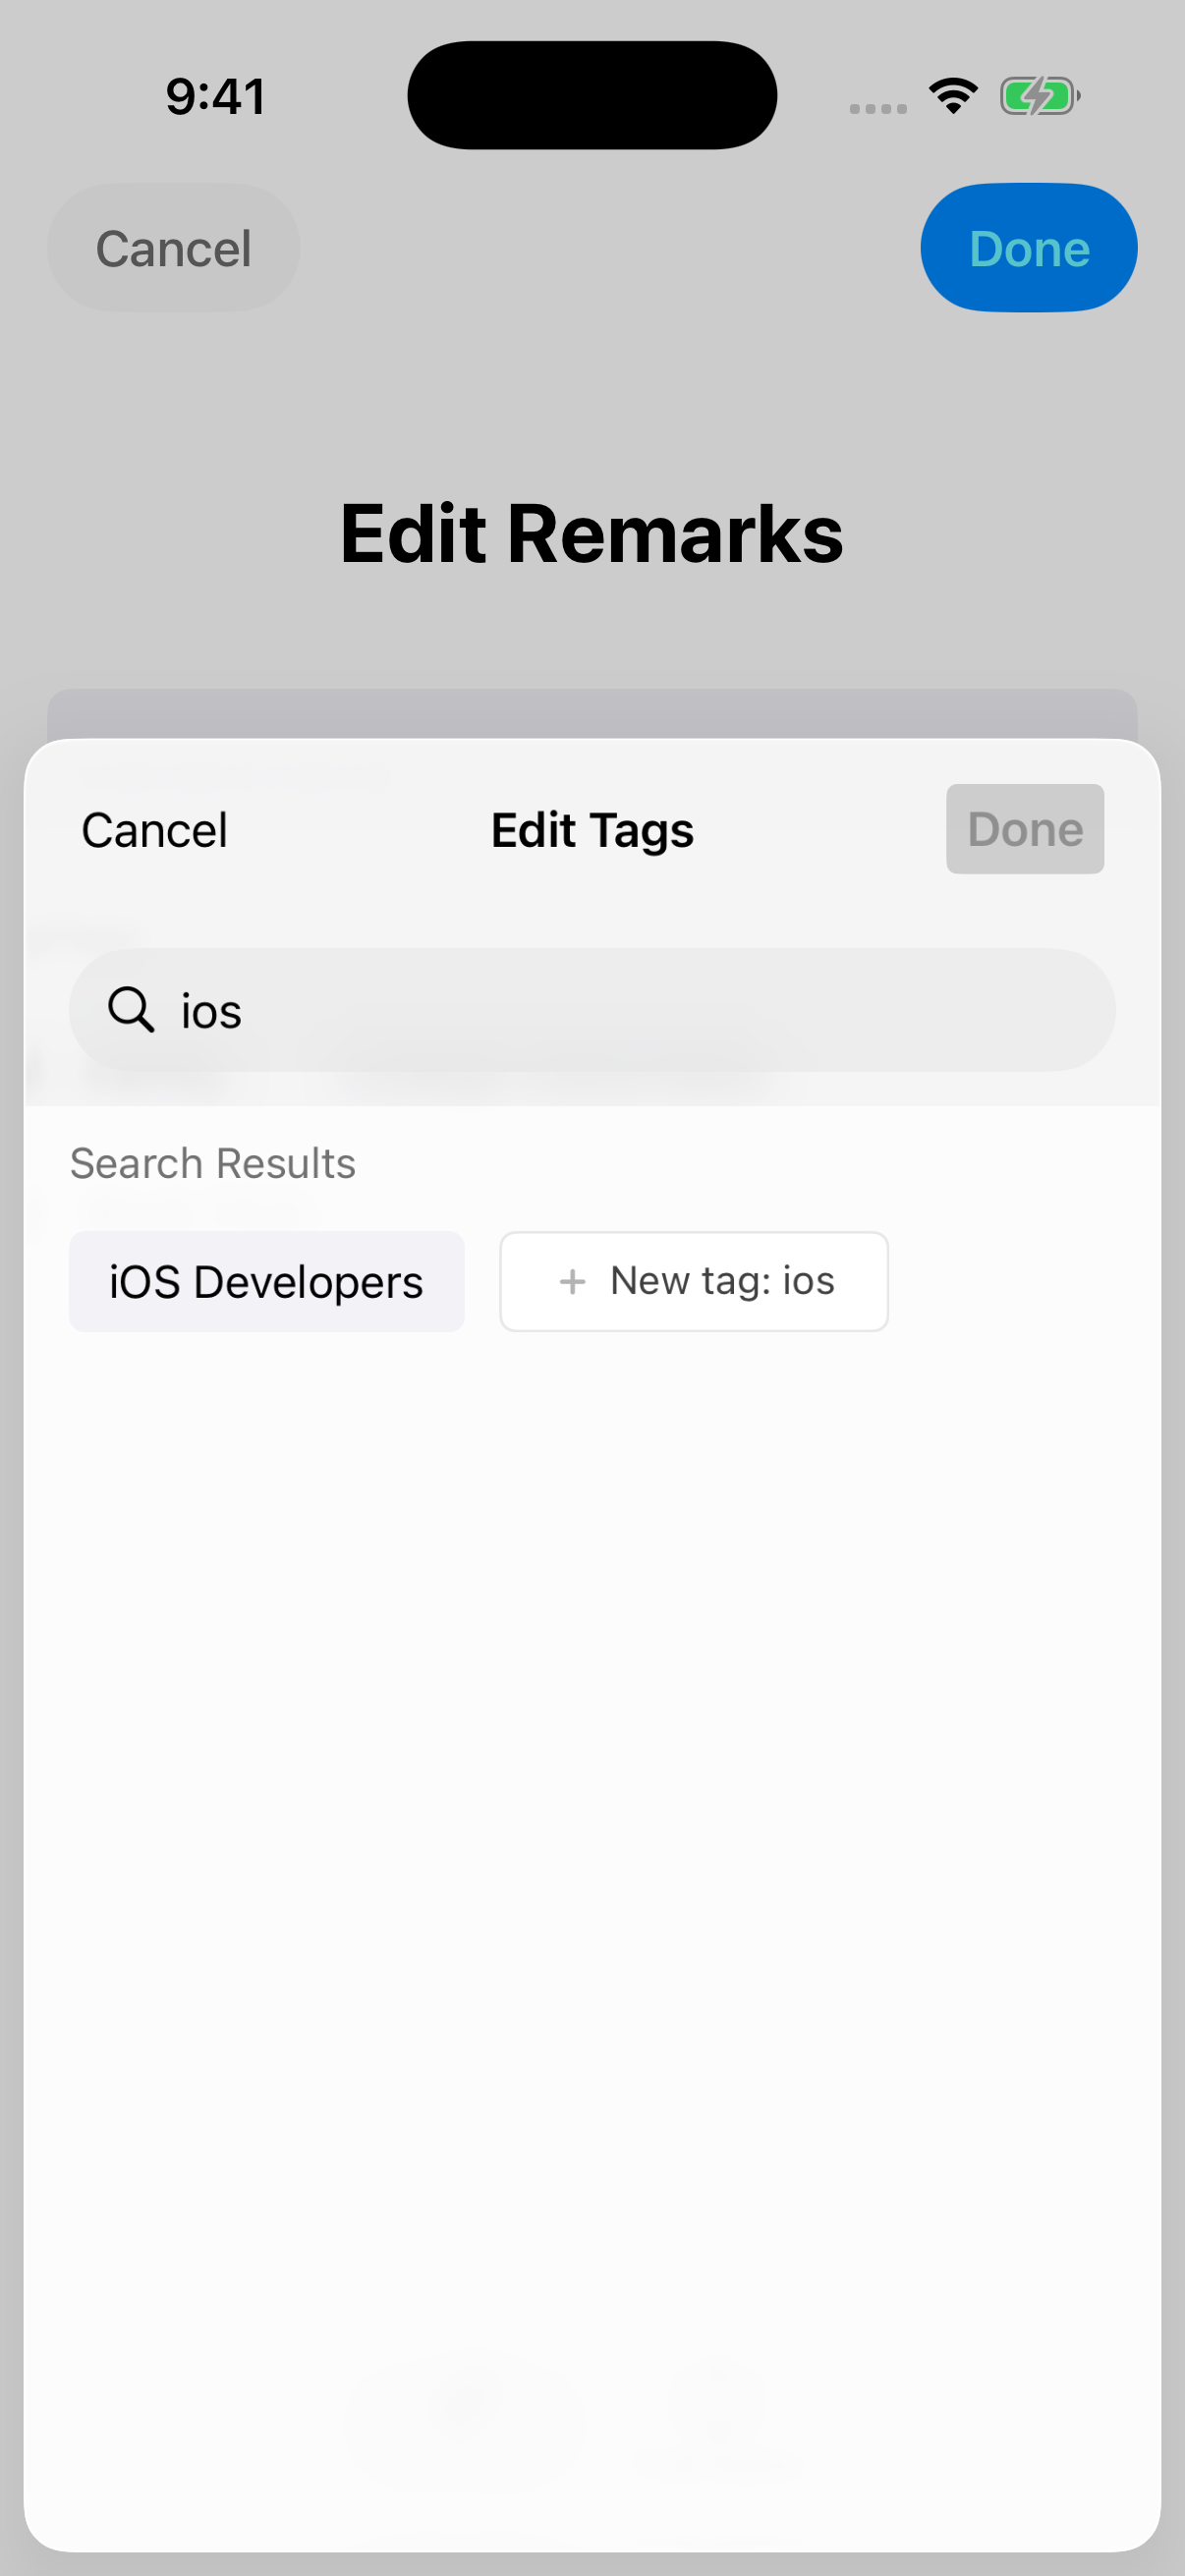 9:41
Cancel
Done
Edit Remarks
Cancel
Edit Tags
Done
ios
Search Results
iOS Developers
+ New tag: ios